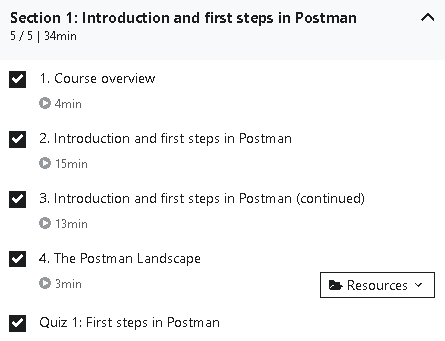 Section 1: Introduction and first steps in Postman
5 / 5 | 34min
1. Course overview
4min
2. Introduction and first steps in Postman
15min
3. Introduction and first steps in Postman (continued)
13min
4. The Postman Landscape
3min
Resources
Quiz 1: First steps in Postman